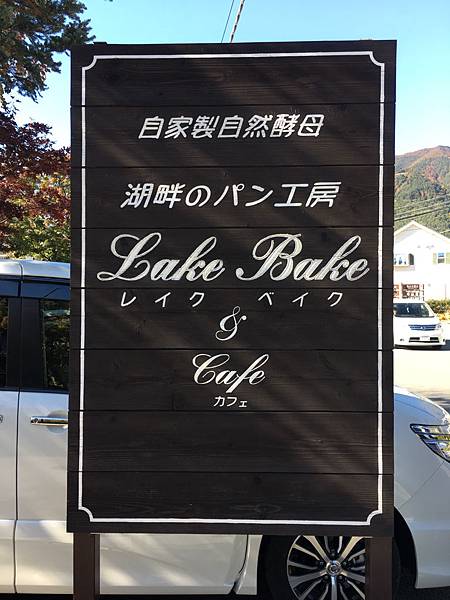 自家製自然酵母
湖畔のパン工房
Lake Bake
レイク ベイク
&
Cafe
カフェ